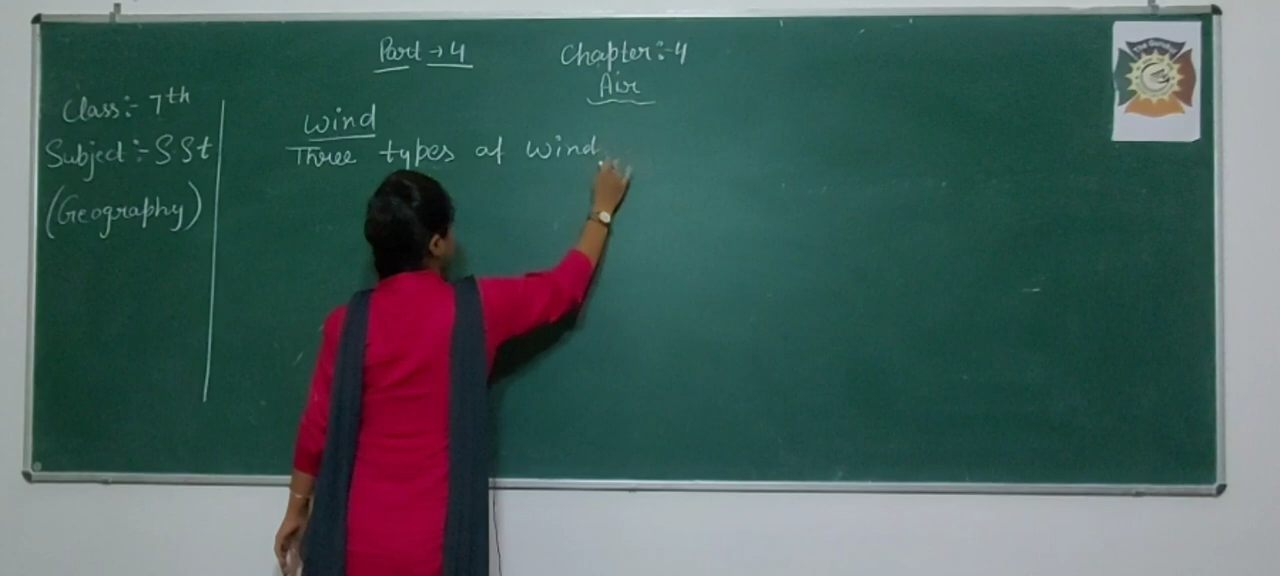 Part → 4
Chapter :- 4
Air
Class :- 7th
Subject :- SSt
(Geography)
Wind
Three types of wind